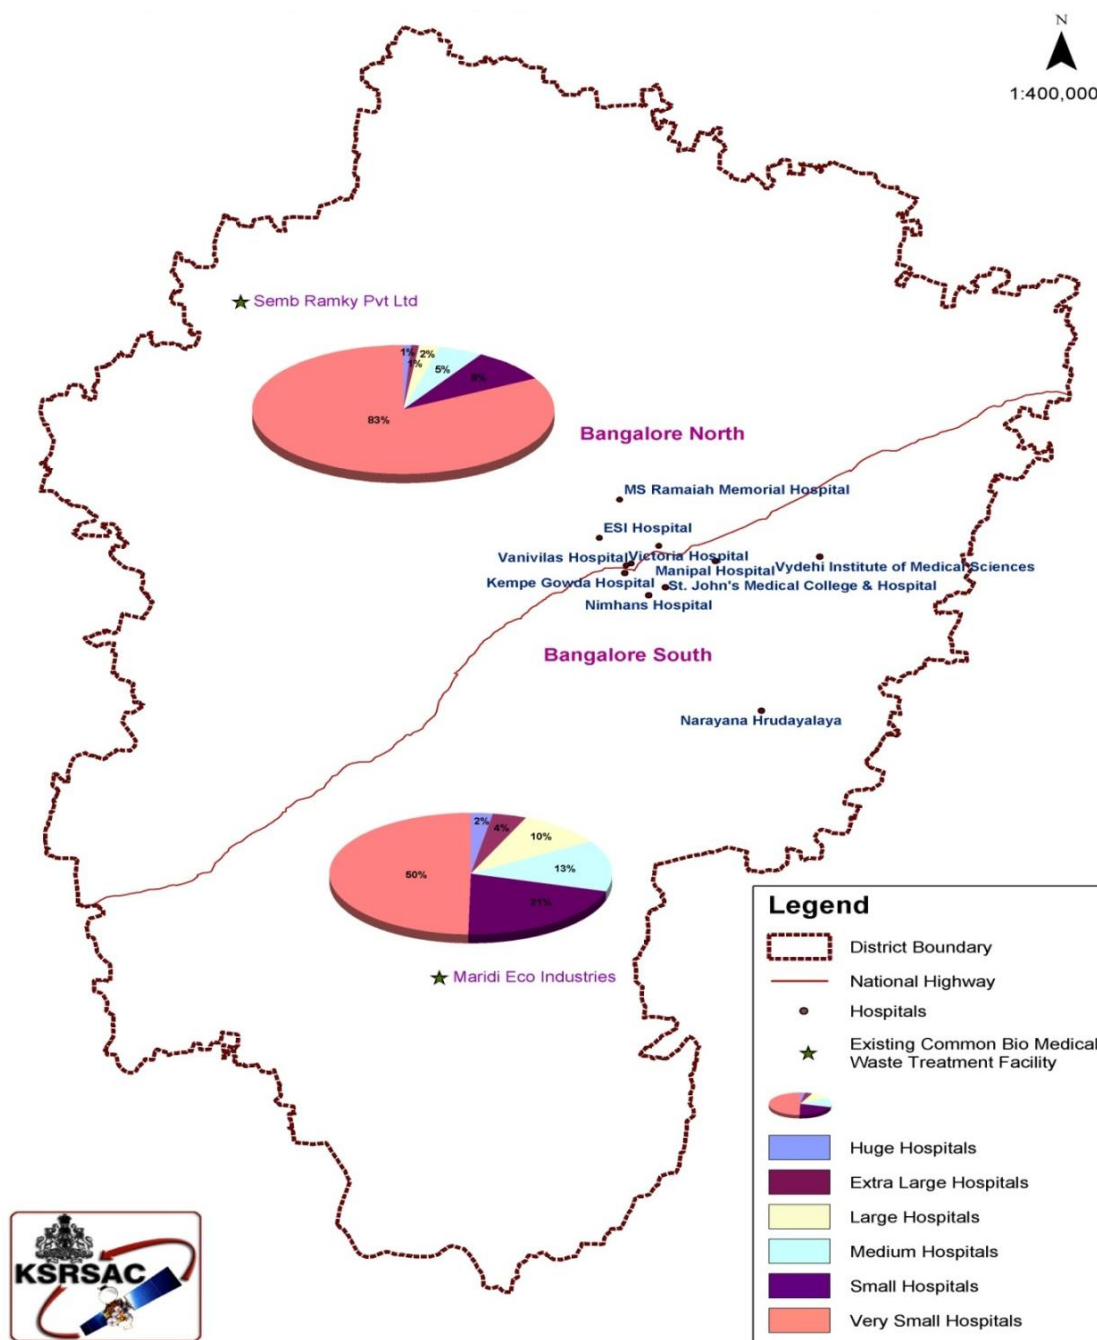 N
1:400,000
Semb Ramky Pvt Ltd
1%
1%
2%
5%
83%
Bangalore North
MS Ramaiah Memorial Hospital
ESI Hospital
Vanivilas Hospital
Victoria Hospital
Manipal Hospital
Vydehi Institute of Medical Sciences
Kempe Gowda Hospital
St. John's Medical College & Hospital
Nimhans Hospital
Bangalore South
Narayana Hrudayalaya
2%
4%
10%
13%
21%
50%
Maridi Eco Industries
Legend
District Boundary
National Highway
Hospitals
Existing Common Bio Medical
Waste Treatment Facility
Huge Hospitals
Extra Large Hospitals
Large Hospitals
Medium Hospitals
Small Hospitals
Very Small Hospitals
KSRSAC